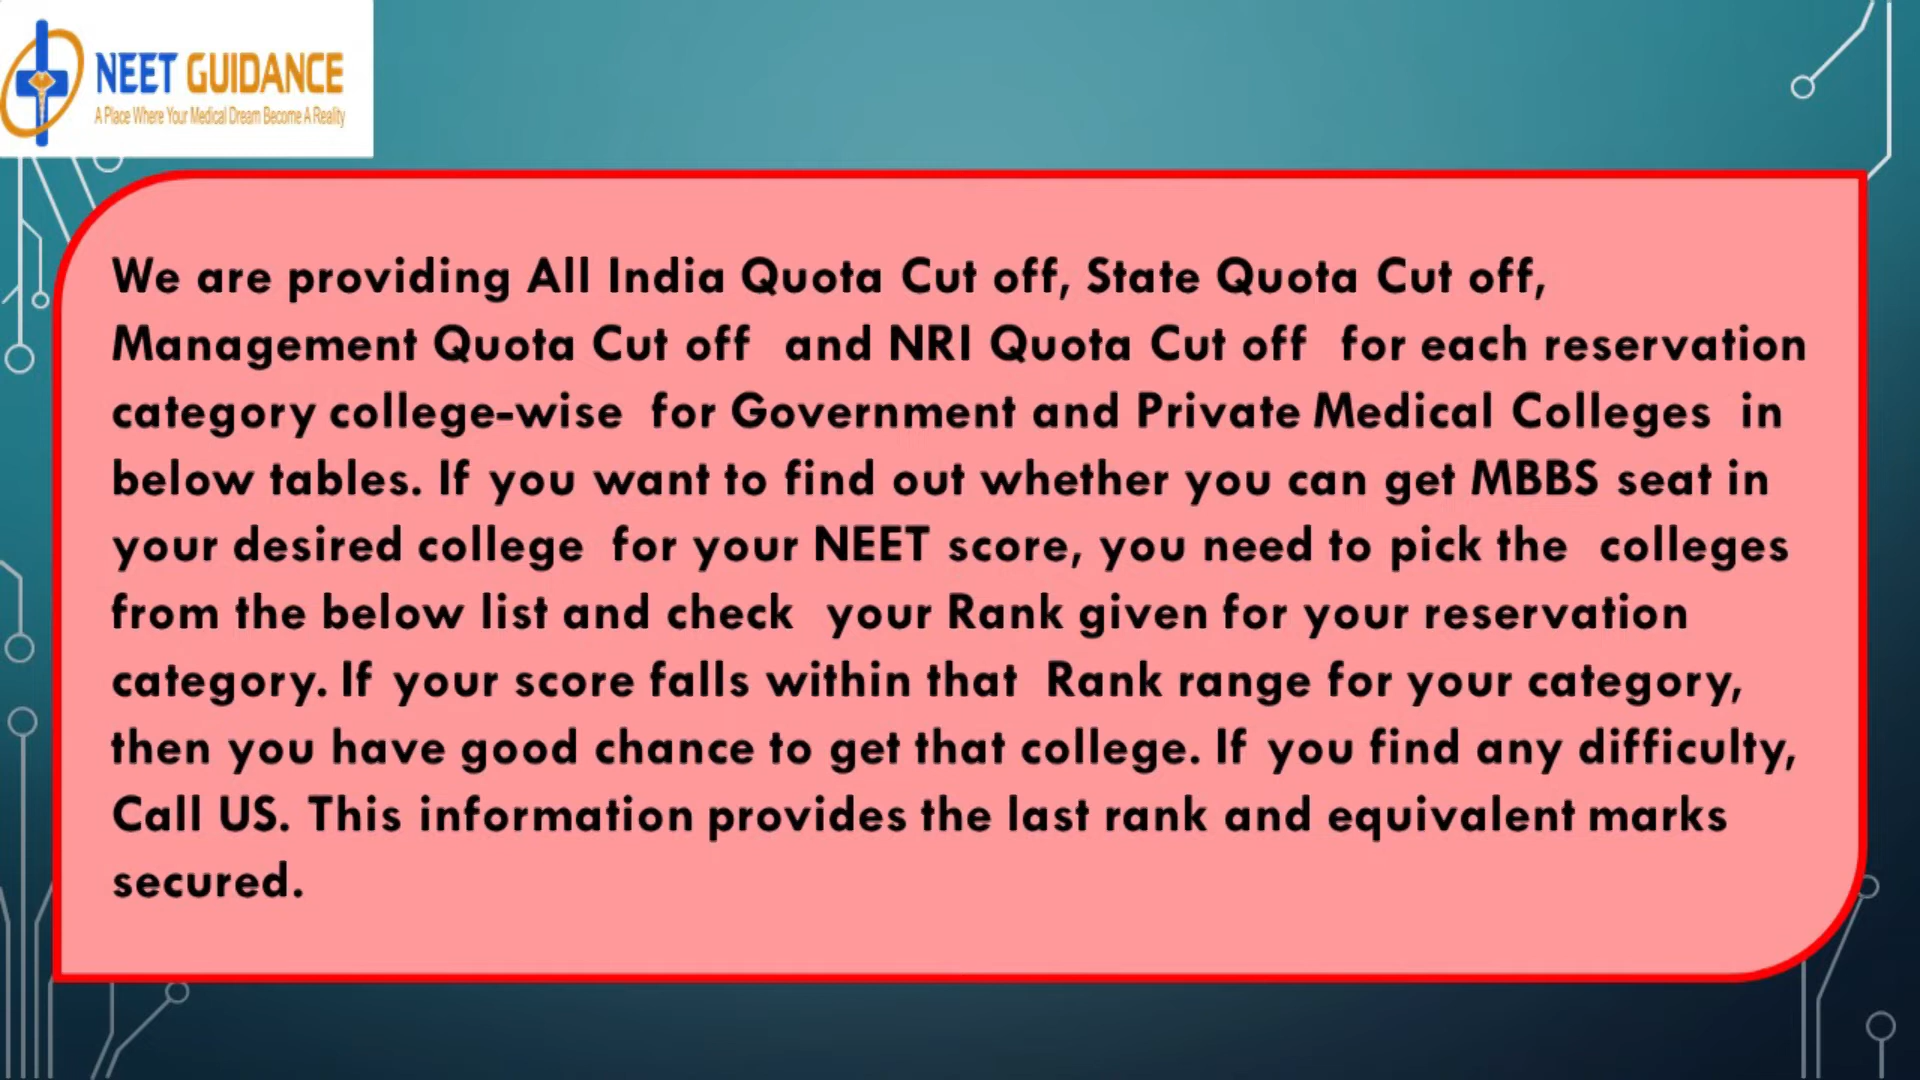 NEET GUIDANCE
A Place Where Your Medical Dream Become A Reality
We are providing All India Quota Cut off, State Quota Cut off,
Management Quota Cut off and NRI Quota Cut off for each reservation
category college-wise for Government and Private Medical Colleges in
below tables. If you want to find out whether you can get MBBS seat in
your desired college for your NEET score, you need to pick the colleges
from the below list and check your Rank given for your reservation
category. If your score falls within that Rank range for your category,
then you have good chance to get that college. If you find any difficulty,
Call US. This information provides the last rank and equivalent marks
secured.